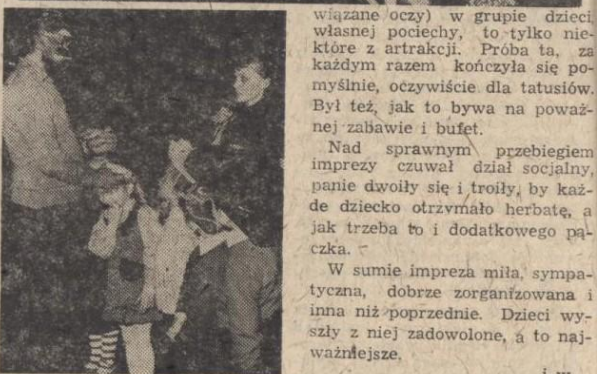 wiązane oczy) w grupie dzieci
własnej pociechy, to tylko nie-
które z artrakcji. Próba ta, za
każdym razem kończyła się po-
myślnie, oczywiście dla tatusiów.
Był też, jak to bywa na poważ-
nej zabawie i bufet.
Nad sprawnym przebiegiem
imprezy czuwał dział socjalny,
panie dwoiły się i troiły, by każ-
de dziecko otrzymało herbatę, a
jak trzeba to i dodatkowego pą-
czka.
W sumie impreza miła, sympa-
tyczna, dobrze zorganizowana i
inna niż poprzednie. Dzieci wy-
szły z niej zadowolone, a to naj-
ważniejsze.